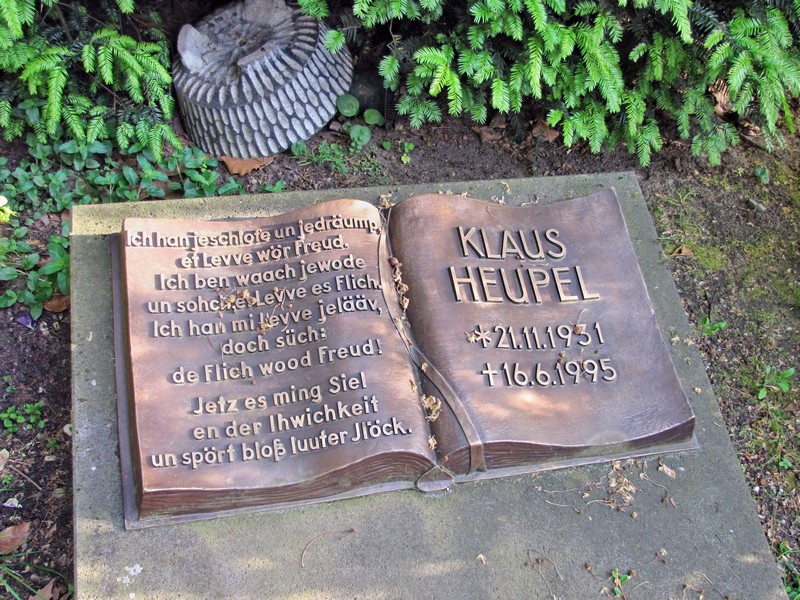 Ich han jeschlofe un jedräump,
et Levve wör Freud.
Ich ben waach jewode
un soh: et Levve es Flich.
Ich han mi Levve jelääv,
doch süch:
de Flich wood Freud!
Jetz es ming Siel
en der Ihwichkeit
un spört bloß luuter Jlöck.
KLAUS
HEUPEL
*21.11.1931
†16.6.1995